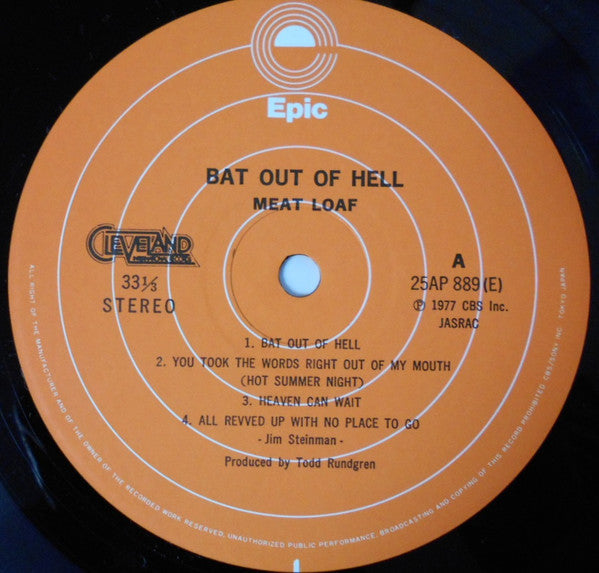 Epic
BAT OUT OF HELL
MEAT LOAF
CLEVELAND
INTERNATIONAL
33⅓
STEREO
A
25AP 889(E)
Ⓟ 1977 CBS Inc.
JASRAC
1. BAT OUT OF HELL
2. YOU TOOK THE WORDS RIGHT OUT OF MY MOUTH
(HOT SUMMER NIGHT)
3. HEAVEN CAN WAIT
4. ALL REVVED UP WITH NO PLACE TO GO
- Jim Steinman -
Produced by Todd Rundgren
ALL RIGHT OF THE MANUFACTURER AND OF THE OWNER OF THE RECORDED WORK RESERVED, UNAUTHORIZED PUBLIC PERFORMANCE, BROADCASTING AND COPYING OF THIS RECORD PROHIBITED CBS/SONY INC. TOKYO JAPAN